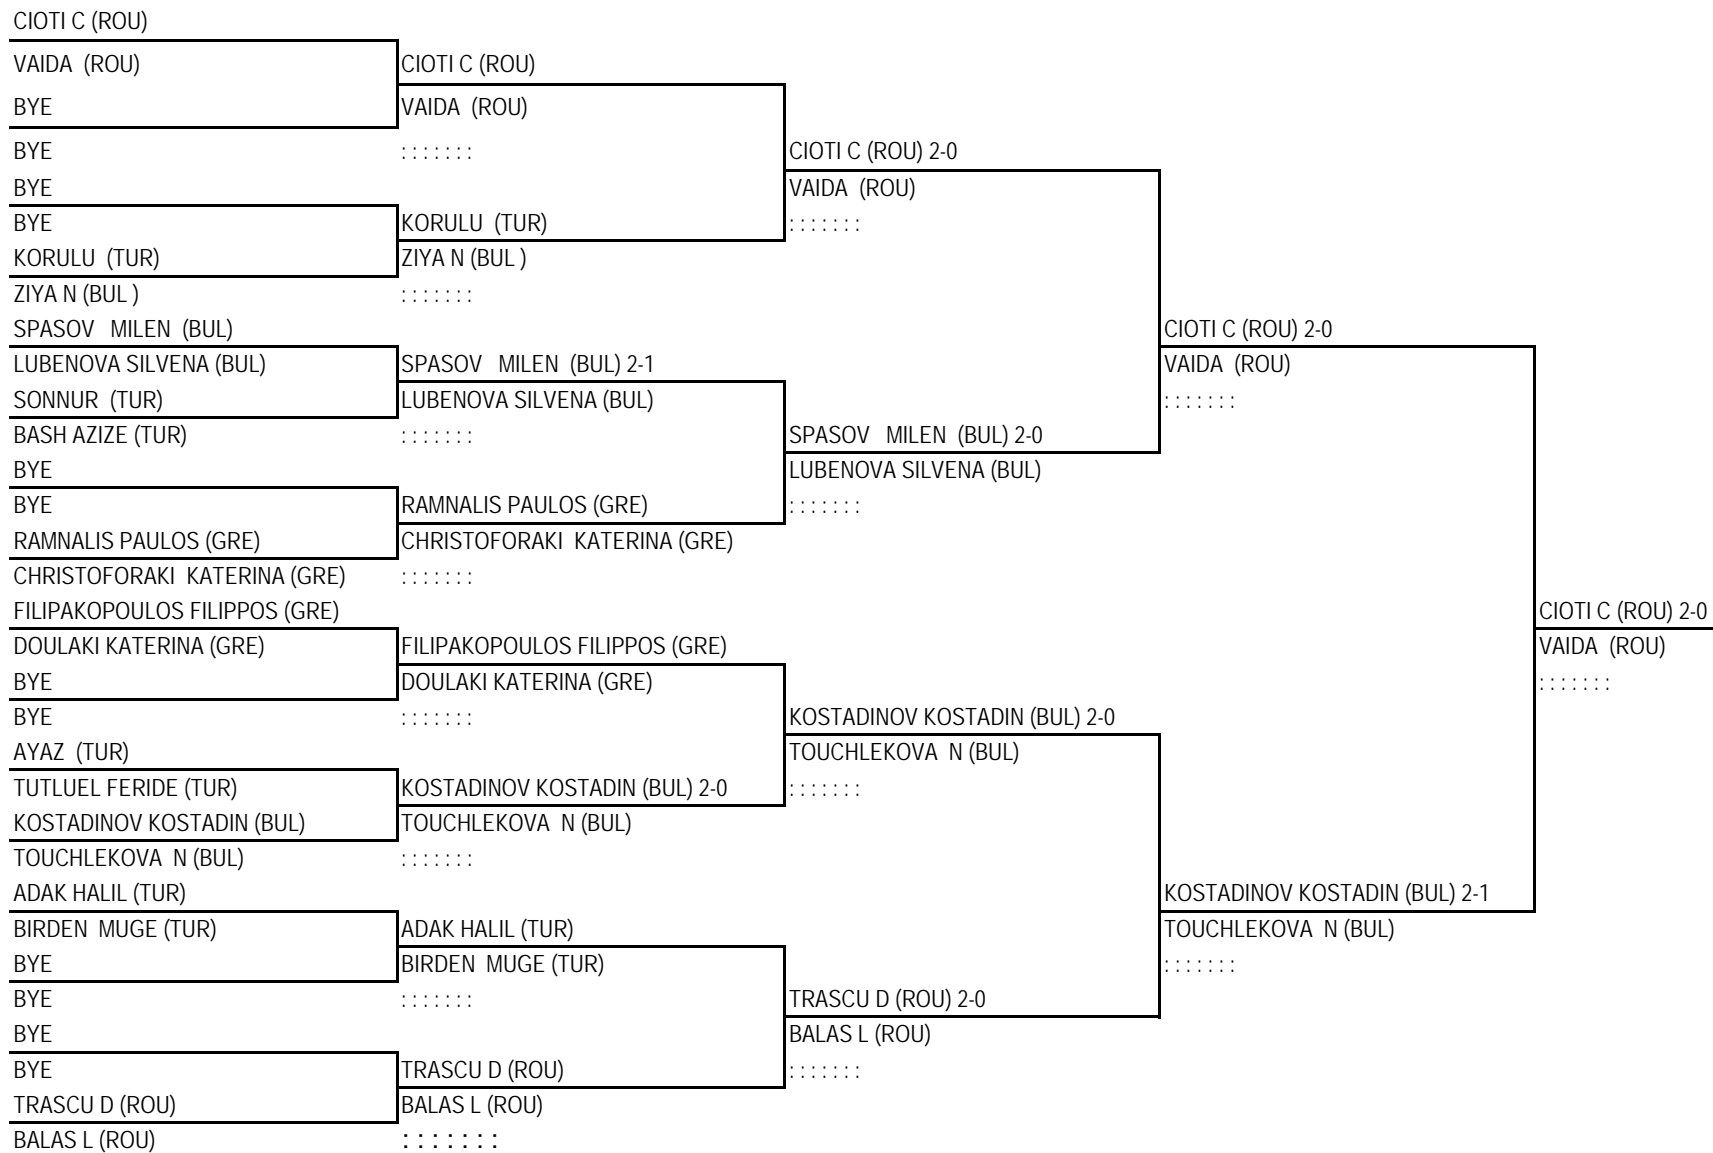 CIOTI C (ROU)
VAIDA (ROU)
BYE
BYE
BYE
BYE
KORULU (TUR)
ZIYA N (BUL )
SPASOV MILEN (BUL)
LUBENOVA SILVENA (BUL)
SONNUR (TUR)
BASH AZIZE (TUR)
BYE
BYE
RAMNALIS PAULOS (GRE)
CHRISTOFORAKI KATERINA (GRE)
FILIPAKOPOULOS FILIPPOS (GRE)
DOULAKI KATERINA (GRE)
BYE
BYE
AYAZ (TUR)
TUTLUEL FERIDE (TUR)
KOSTADINOV KOSTADIN (BUL)
TOUCHLEKOVA N (BUL)
ADAK HALIL (TUR)
BIRDEN MUGE (TUR)
BYE
BYE
BYE
BYE
TRASCU D (ROU)
BALAS L (ROU)
CIOTI C (ROU)
VAIDA (ROU)
: : : : : : :
KORULU (TUR)
ZIYA N (BUL )
: : : : : : :
SPASOV MILEN (BUL) 2-1
LUBENOVA SILVENA (BUL)
: : : : : : :
RAMNALIS PAULOS (GRE)
CHRISTOFORAKI KATERINA (GRE)
: : : : : : :
FILIPAKOPOULOS FILIPPOS (GRE)
DOULAKI KATERINA (GRE)
: : : : : : :
KOSTADINOV KOSTADIN (BUL) 2-0
TOUCHLEKOVA N (BUL)
: : : : : : :
ADAK HALIL (TUR)
BIRDEN MUGE (TUR)
: : : : : : :
TRASCU D (ROU)
BALAS L (ROU)
: : : : : : :
CIOTI C (ROU) 2-0
VAIDA (ROU)
: : : : : : :
SPASOV MILEN (BUL) 2-0
LUBENOVA SILVENA (BUL)
: : : : : : :
KOSTADINOV KOSTADIN (BUL) 2-0
TOUCHLEKOVA N (BUL)
: : : : : : :
TRASCU D (ROU) 2-0
BALAS L (ROU)
: : : : : : :
CIOTI C (ROU) 2-0
VAIDA (ROU)
: : : : : : :
KOSTADINOV KOSTADIN (BUL) 2-1
TOUCHLEKOVA N (BUL)
: : : : : : :
CIOTI C (ROU) 2-0
VAIDA (ROU)
: : : : : : :